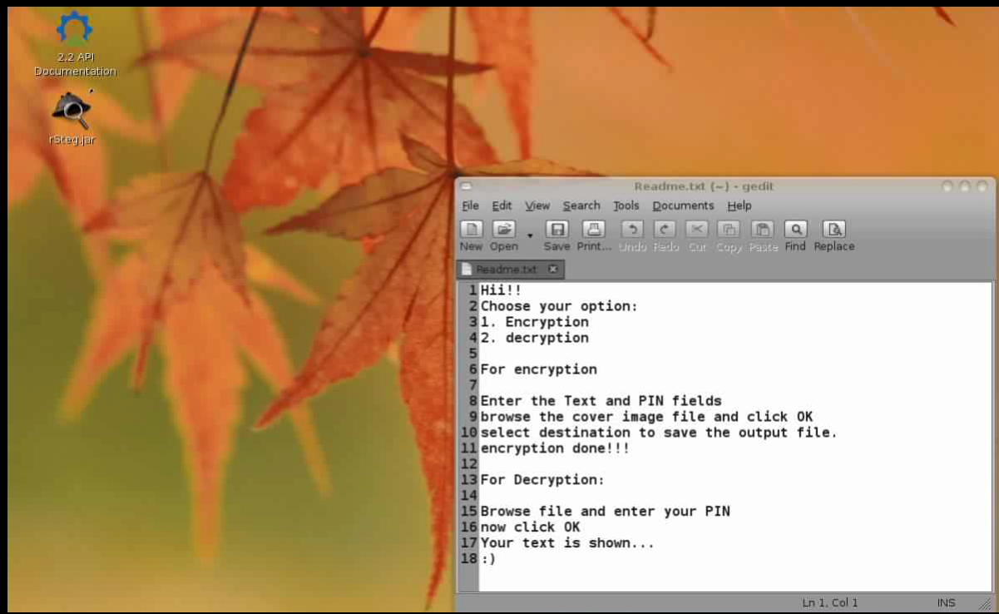 2.2 API
Documentation
rSteg.jar
Readme.txt (~) - gedit
File Edit View Search Tools Documents Help
New Open Save Print... Undo Redo Cut Copy Paste Find Replace
Readme.txt
1 Hii!!
2 Choose your option:
3 1. Encryption
4 2. decryption
5
6 For encryption
7
8 Enter the Text and PIN fields
9 browse the cover image file and click OK
10 select destination to save the output file.
11 encryption done!!!
12
13 For Decryption:
14
15 Browse file and enter your PIN
16 now click OK
17 Your text is shown...
18 :)
Ln 1, Col 1 INS